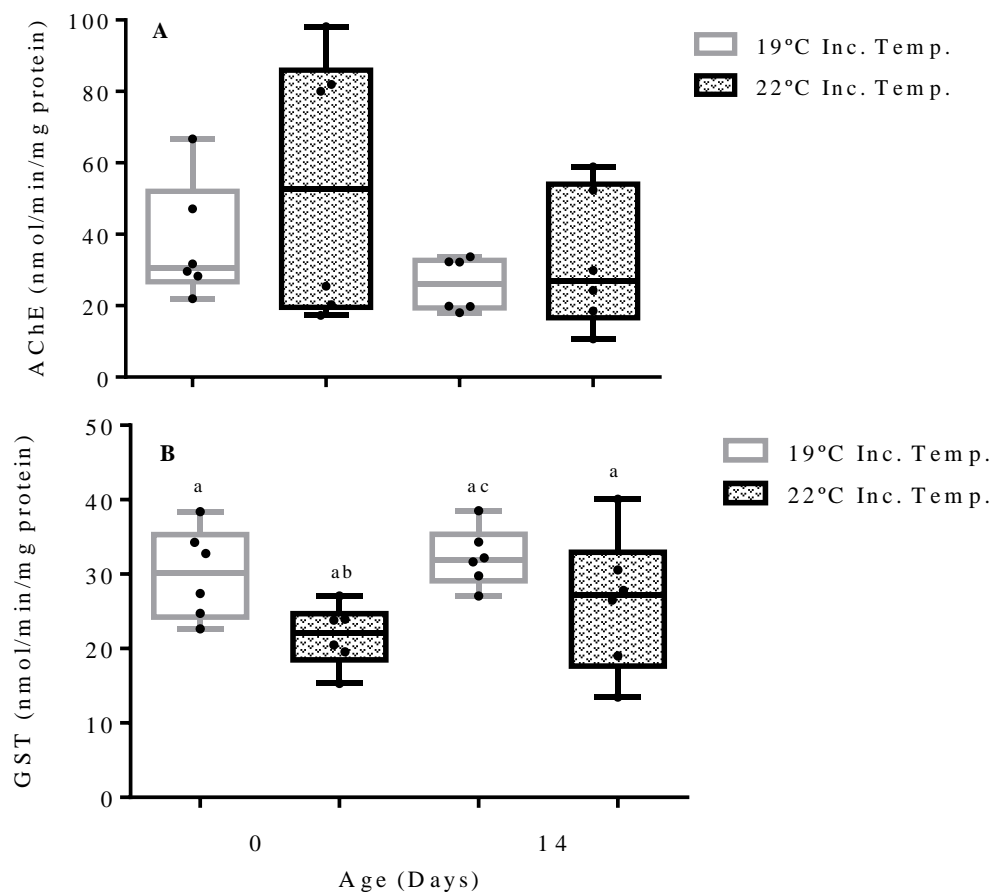 A
AChE (nmol/min/mg protein)
100
80
60
40
20
0
19°C Inc. Temp.
22°C Inc. Temp.
B
GST (nmol/min/mg protein)
50
40
30
20
10
0
a
ab
ac
a
19°C Inc. Temp.
22°C Inc. Temp.
0 14
Age (Days)